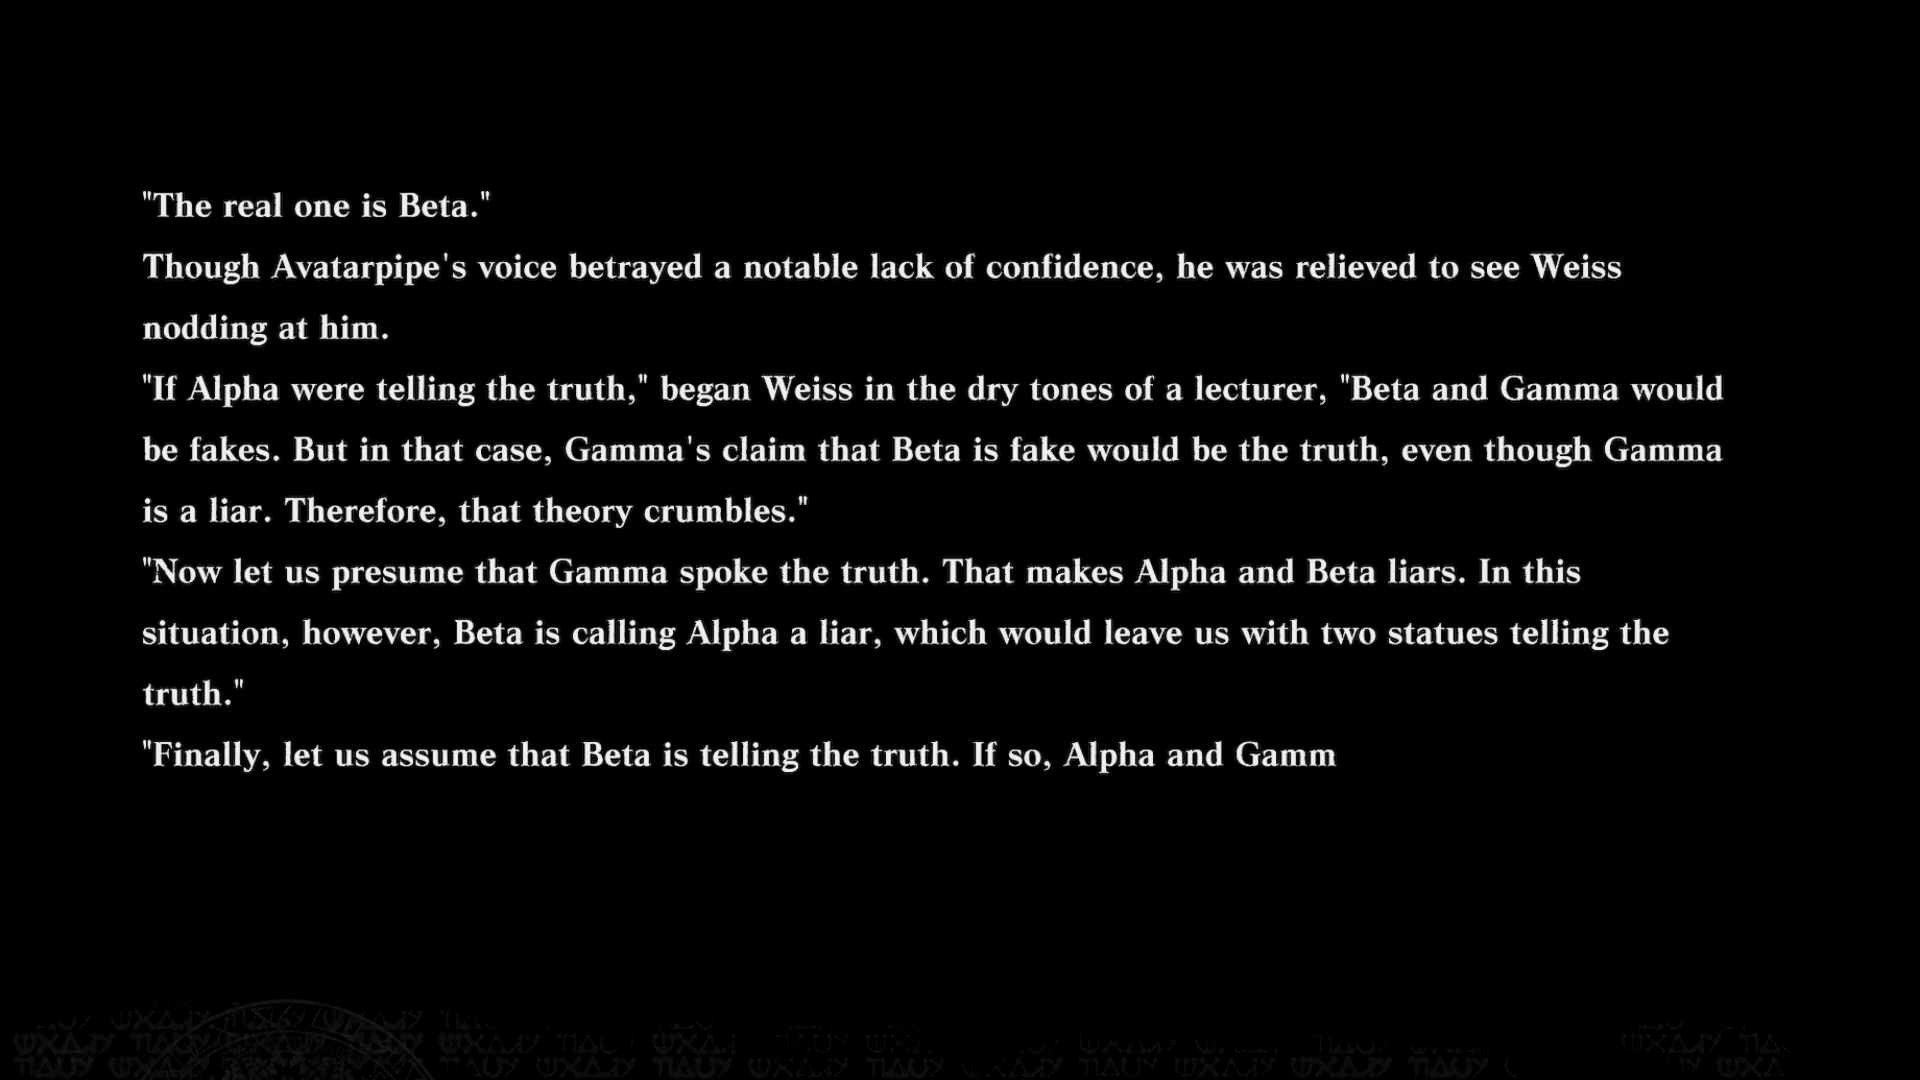 "The real one is Beta."
Though Avatarpipe's voice betrayed a notable lack of confidence, he was relieved to see Weiss
nodding at him.
"If Alpha were telling the truth," began Weiss in the dry tones of a lecturer, "Beta and Gamma would
be fakes. But in that case, Gamma's claim that Beta is fake would be the truth, even though Gamma
is a liar. Therefore, that theory crumbles."
"Now let us presume that Gamma spoke the truth. That makes Alpha and Beta liars. In this
situation, however, Beta is calling Alpha a liar, which would leave us with two statues telling the
truth."
"Finally, let us assume that Beta is telling the truth. If so, Alpha and Gamm